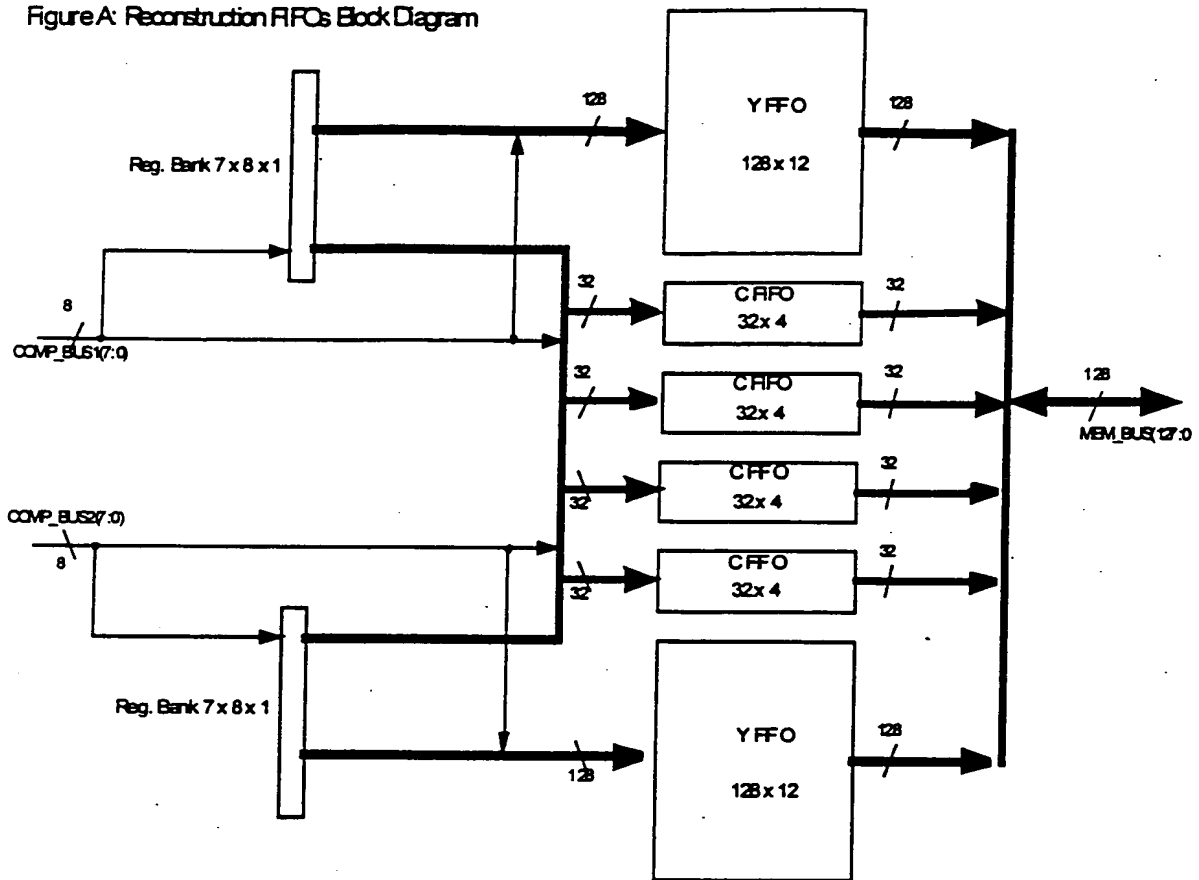 Figure A: Reconstruction FIFOs Block Diagram
128
Y FIFO
128
128 x 12
Reg. Bank 7 x 8 x 1
8
COMP_BUS1(7:0)
32
C FIFO
32
32 x 4
32
C FIFO
32
32 x 4
128
MEM_BUS(127:0
32
C FIFO
32
32 x 4
COMP_BUS2(7:0)
8
32
C FIFO
32
32 x 4
Reg. Bank 7 x 8 x 1
128
Y FIFO
128
128 x 12